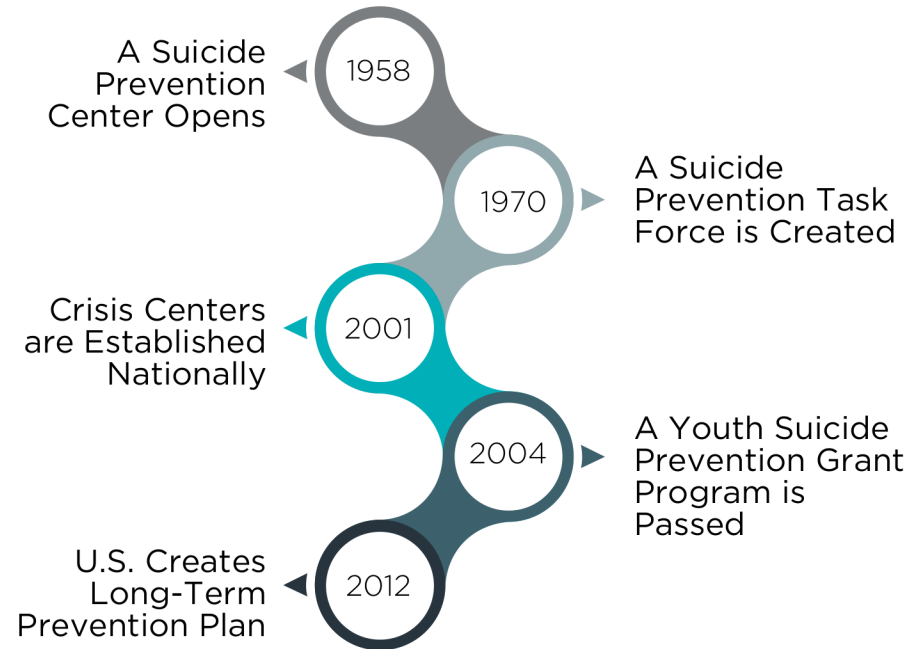 A Suicide
Prevention
Center Opens
1958
1970
A Suicide
Prevention Task
Force is Created
Crisis Centers
are Established
Nationally
2001
2004
A Youth Suicide
Prevention Grant
Program is
Passed
U.S. Creates
Long-Term
Prevention Plan
2012